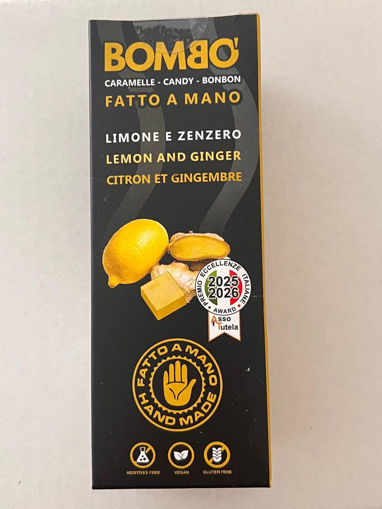 BOMBO'
CARAMELLE - CANDY - BONBON
FATTO A MANO
LIMONE E ZENZERO
LEMON AND GINGER
CITRON ET GINGEMBRE
PREMIO ECCELLENZE ITALIANE
2025
2026
AWARD
Asso
Tutela
FATTO A MANO
HAND MADE
ADDITIVES FREE
VEGAN
GLUTEN FREE